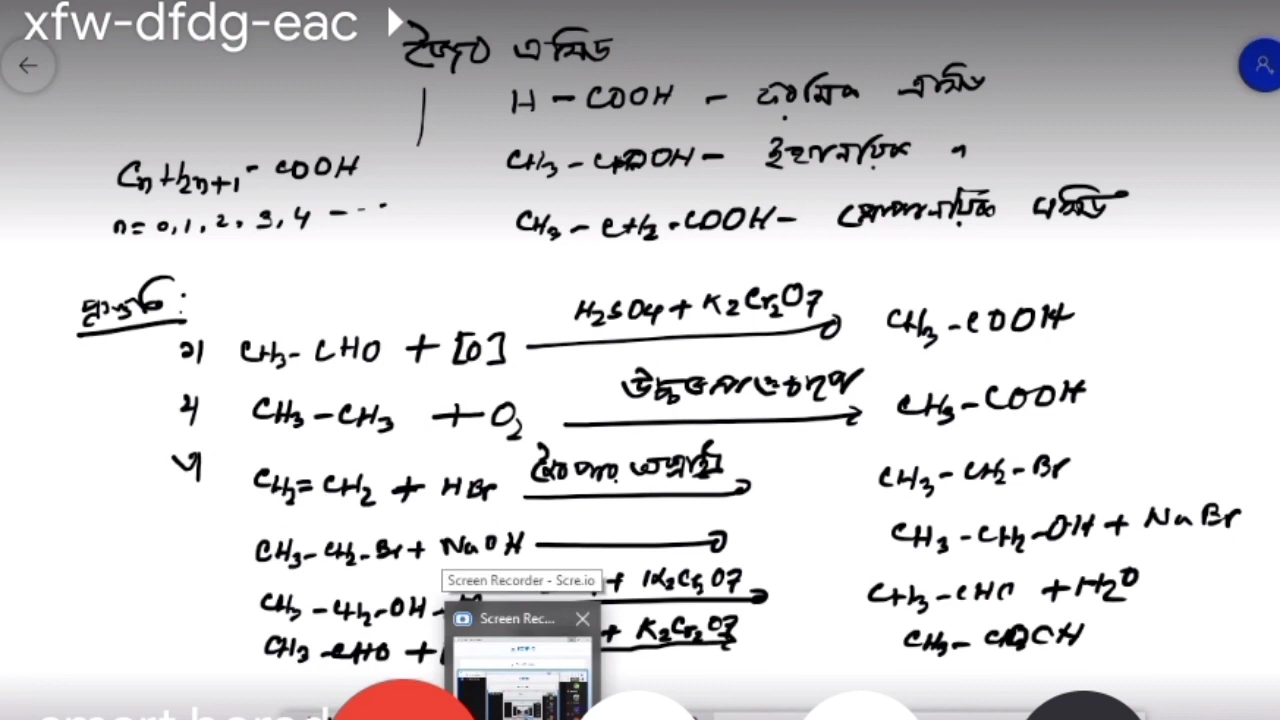 xfw-dfdg-eac
জৈব এসিড
H - COOH - ফরমিক এসিড
CnH2n+1 - COOH
CH3 - COOH - ইথানয়িক "
n = 0, 1, 2, 3, 4 - - -
CH3 - CH2 - COOH - প্রোপানয়িক এসিড
প্রস্তুতি :
১। CH3 - CHO + [O] H2SO4 + K2Cr2O7 CH3 - COOH
২। CH3 - CH3 + O2 CH3 - COOH
৩। CH2 = CH2 + HBr জৈব পার অক্সাইড CH3 - CH2 - Br
CH3 - CH2 - Br + NaOH CH3 - CH2 - OH + NaBr
Screen Recorder - Scre.io
CH3 - CH2 - OH + K2Cr2O7 CH3 - CHO + H2O
Screen Rec...
CH3 - CHO + + K2Cr2O7 CH3 - COOH